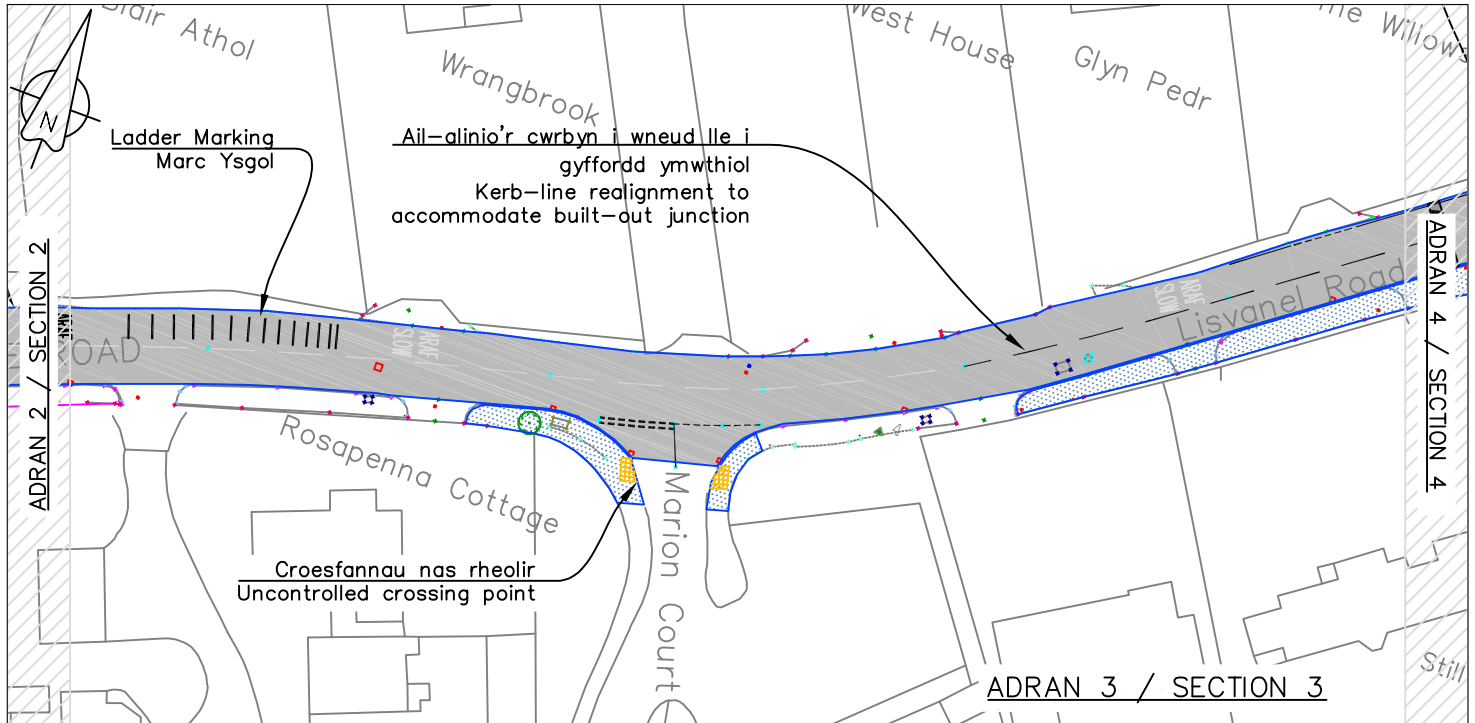 Blair Athol
Wrangbrook
West House
Glyn Pedr
The Willows
N
Ladder Marking
Marc Ysgol
Ail-alinio'r cwrbyn i wneud lle i
gyffordd ymwthiol
Kerb-line realignment to
accommodate built-out junction
ADRAN 2 / SECTION 2
ADRAN 4 / SECTION 4
ARAF
OAD
ARAF
SLOW
ARAF
SLOW
Lisvanel Road
Rosapenna Cottage
Marion Court
Croesfannau nas rheolir
Uncontrolled crossing point
ADRAN 3 / SECTION 3
Still